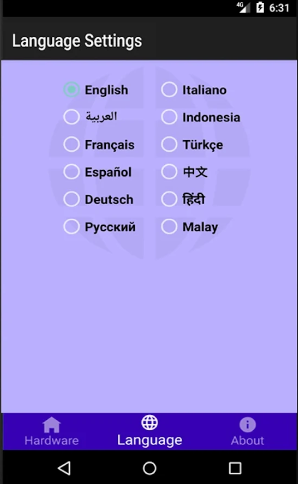 4G 6:31
Language Settings
English
العربية
Français
Español
Deutsch
Русский
Italiano
Indonesia
Türkçe
中文
हिंदी
Malay
Hardware
Language
About